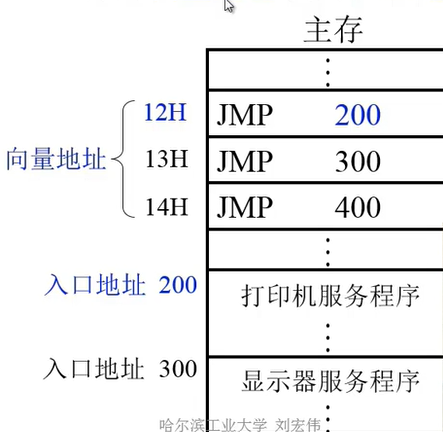 主存
⋮
12H JMP 200
向量地址 13H JMP 300
14H JMP 400
⋮
入口地址 200 打印机服务程序
⋮
入口地址 300 显示器服务程序
⋮
哈尔滨工业大学 刘宏伟